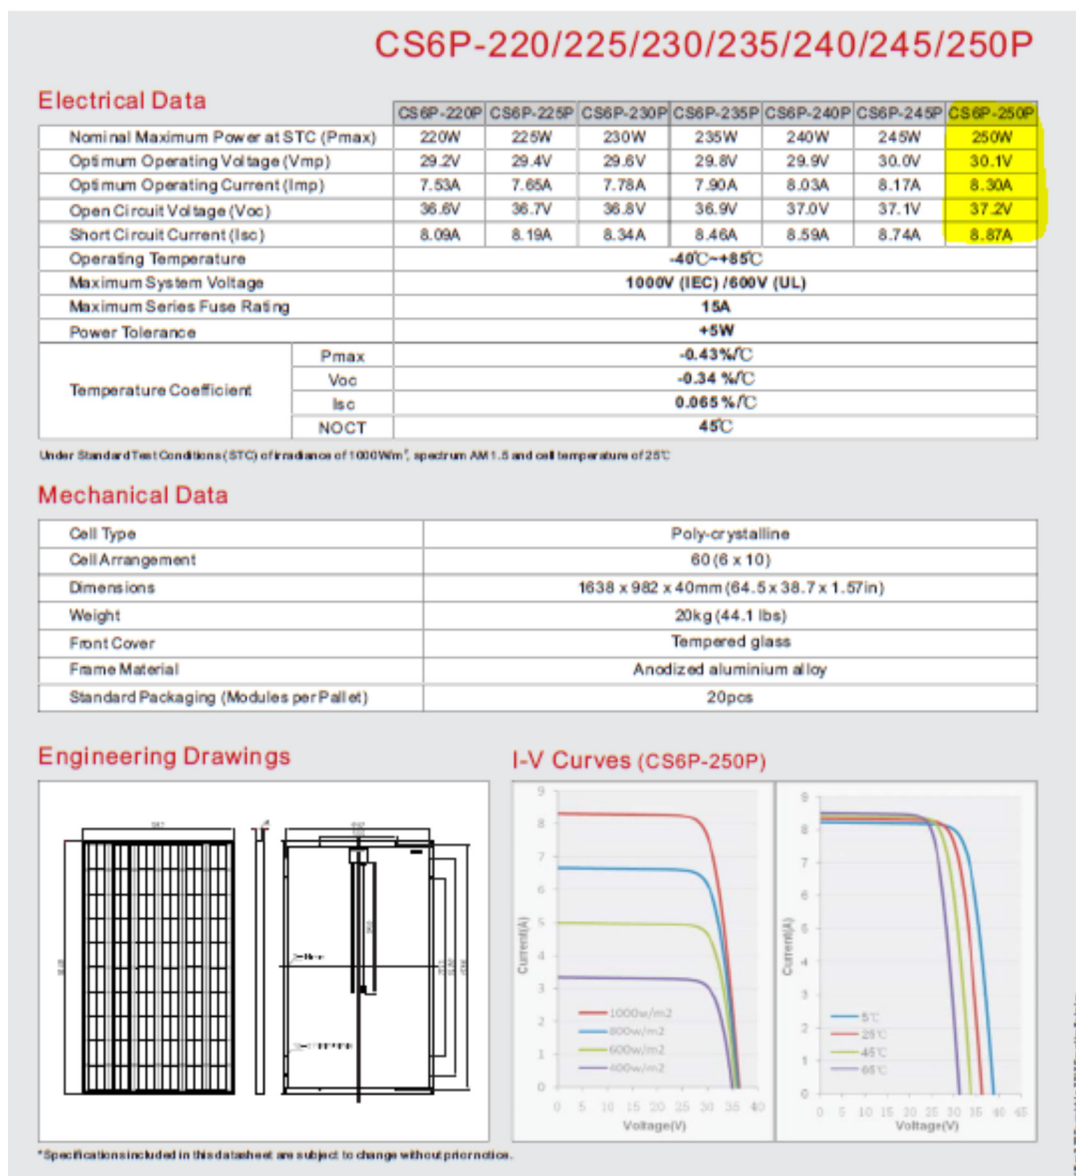 CS6P-220/225/230/235/240/245/250P
Electrical Data
CS6P-220P CS6P-225P CS6P-230P CS6P-235P CS6P-240P CS6P-245P CS6P-250P
Nominal Maximum Power at STC (Pmax) 220W 225W 230W 235W 240W 245W 250W
Optimum Operating Voltage (Vmp) 29.2V 29.4V 29.6V 29.8V 29.9V 30.0V 30.1V
Optimum Operating Current (Imp) 7.53A 7.65A 7.78A 7.90A 8.03A 8.17A 8.30A
Open Circuit Voltage (Voc) 36.6V 36.7V 36.8V 36.9V 37.0V 37.1V 37.2V
Short Circuit Current (Isc) 8.09A 8.19A 8.34A 8.46A 8.59A 8.74A 8.87A
Operating Temperature -40℃~+85℃
Maximum System Voltage 1000V (IEC) /600V (UL)
Maximum Series Fuse Rating 15A
Power Tolerance +5W
Temperature Coefficient
Pmax -0.43%/℃
Voc -0.34 %/℃
Isc 0.065 %/℃
NOCT 45℃
Under Standard Test Conditions (STC) of irradiance of 1000W/m², spectrum AM 1.5 and cell temperature of 25℃
Mechanical Data
Cell Type Poly-crystalline
Cell Arrangement 60 (6 x 10)
Dimensions 1638 x 982 x 40mm (64.5 x 38.7 x 1.57in)
Weight 20kg (44.1 lbs)
Front Cover Tempered glass
Frame Material Anodized aluminium alloy
Standard Packaging (Modules per Pallet) 20pcs
Engineering Drawings
I-V Curves (CS6P-250P)
9
8
7
6
5
4
3
2
1
0
Current(A)
1000w/m2
800w/m2
600w/m2
400w/m2
0 5 10 15 20 25 30 35 40
Voltage(V)
9
8
7
6
5
4
3
2
1
0
Current(A)
5℃
25℃
45℃
65℃
0 5 10 15 20 25 30 35 40 45
Voltage(V)
*Specifications included in this datasheet are subject to change without prior notice.